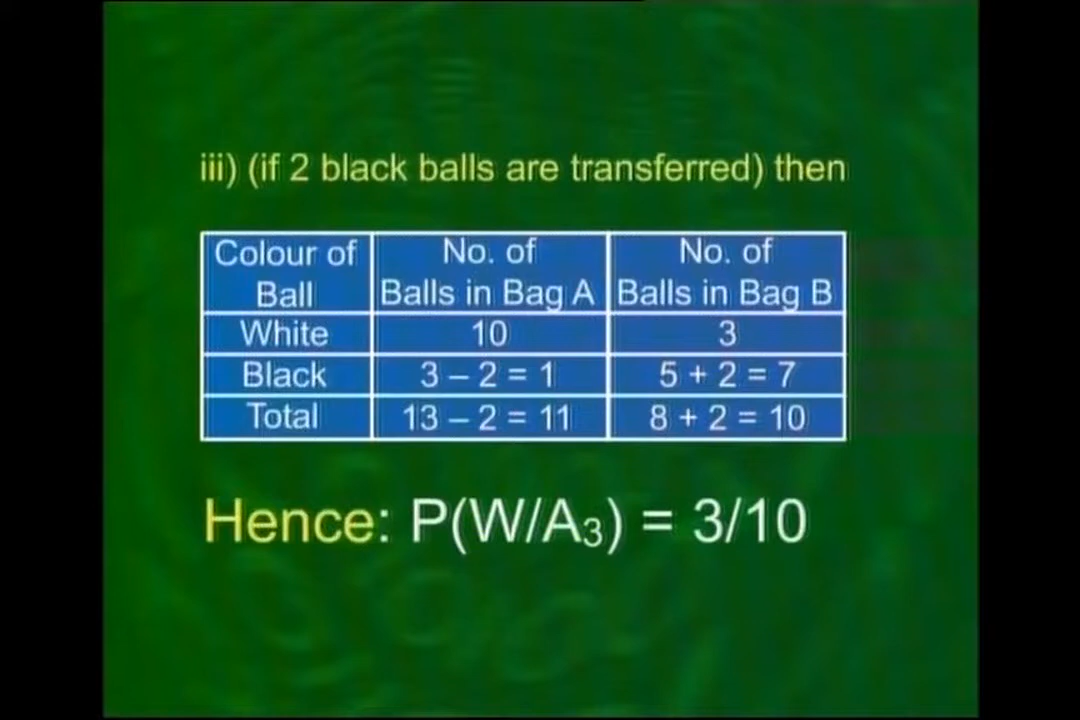 iii) (if 2 black balls are transferred) then
Colour of Ball No. of Balls in Bag A No. of Balls in Bag B
White 10 3
Black 3 – 2 = 1 5 + 2 = 7
Total 13 – 2 = 11 8 + 2 = 10
Hence: P(W/A₃) = 3/10